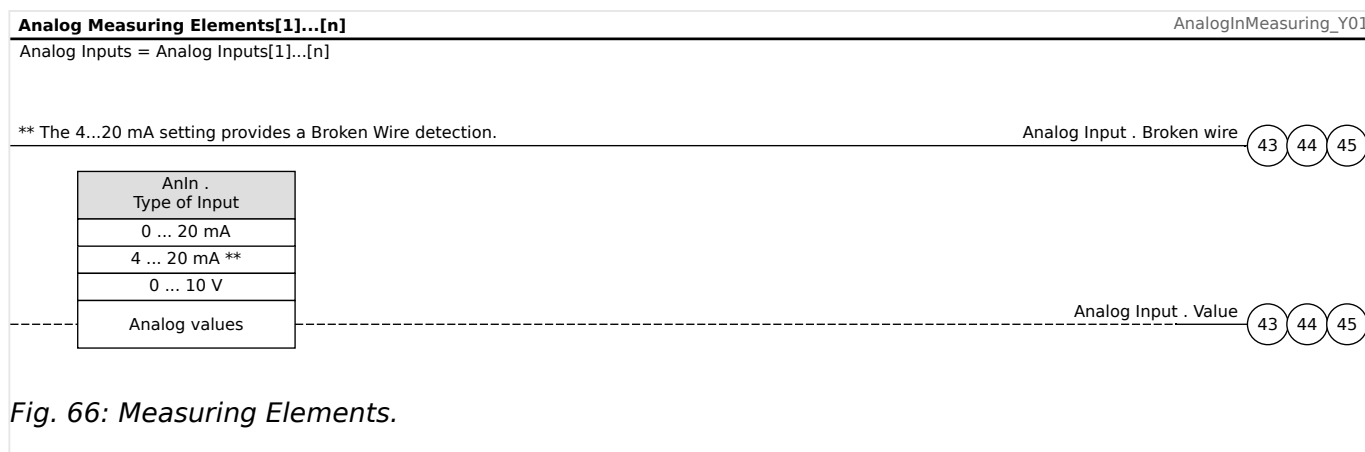 Analog Measuring Elements[1]...[n]
AnalogInMeasuring_Y01
Analog Inputs = Analog Inputs[1]...[n]
** The 4...20 mA setting provides a Broken Wire detection.
Analog Input . Broken wire
43 44 45
AnIn .
Type of Input
0 ... 20 mA
4 ... 20 mA **
0 ... 10 V
Analog values
Analog Input . Value
43 44 45
Fig. 66: Measuring Elements.